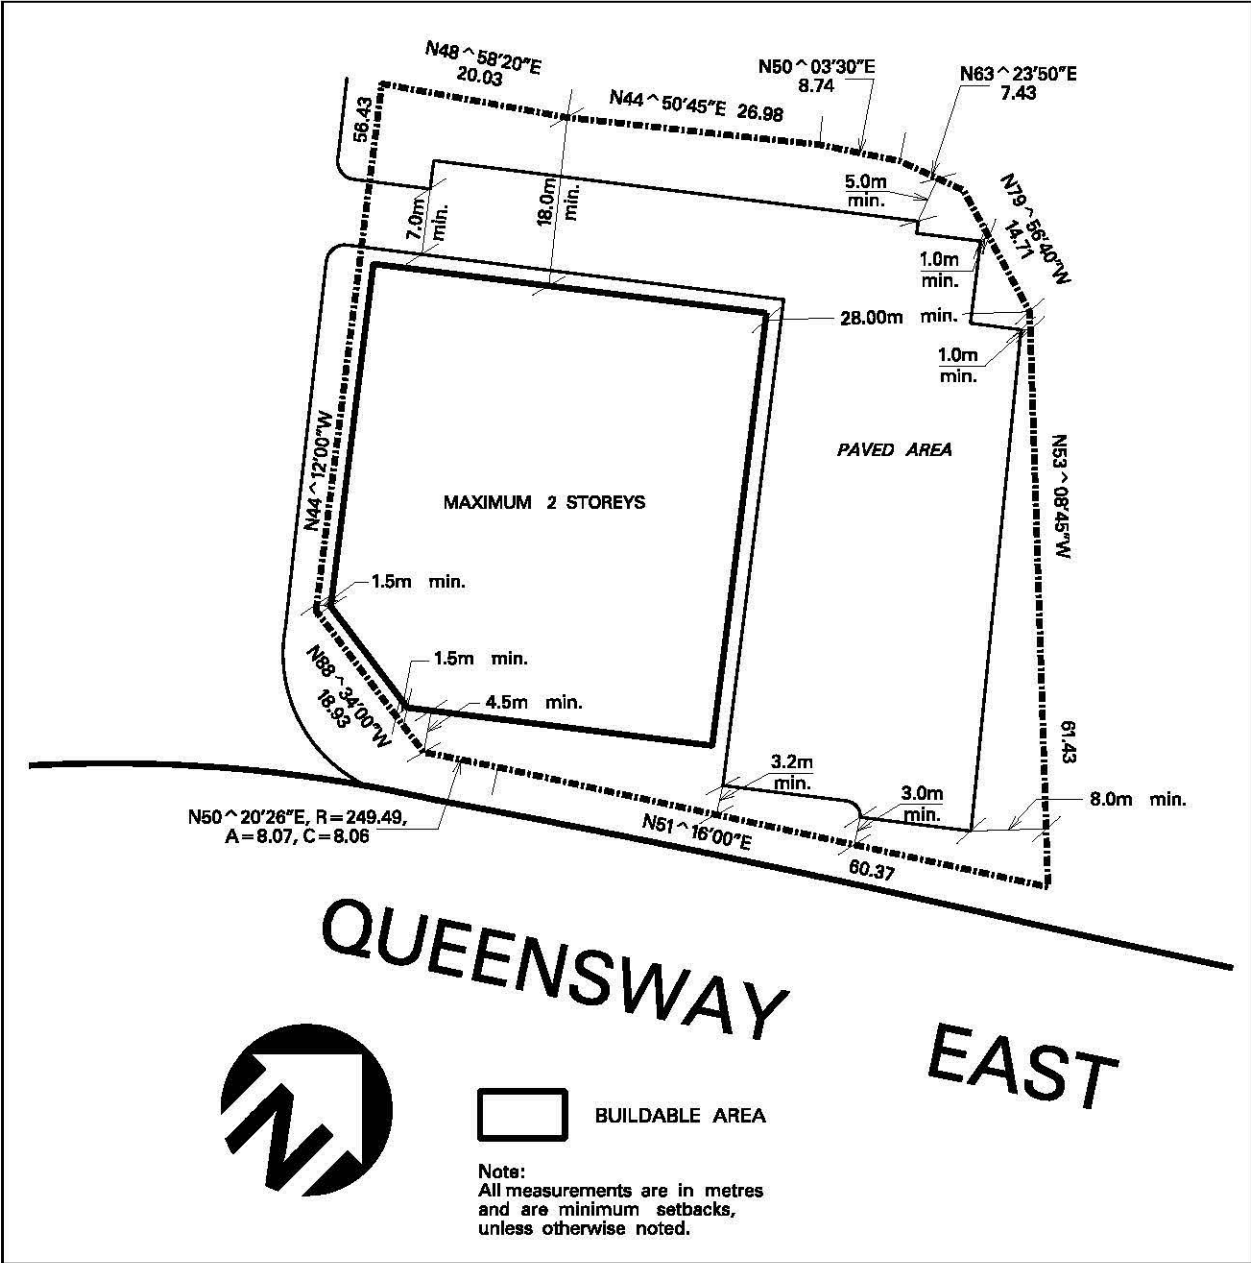 N48^58'20"E
20.03
N44^50'45"E 26.98
N50^03'30"E
8.74
N63^23'50"E
7.43
56.43
N79^56'40"W
14.71
5.0m
min.
7.0m
min.
18.0m
min.
1.0m
min.
28.00m min.
1.0m
min.
PAVED AREA
N53^08'45"W
MAXIMUM 2 STOREYS
N44^12'00"W
1.5m min.
1.5m min.
N88^34'00"W
18.93
4.5m min.
61.43
3.2m
min.
3.0m
min.
8.0m min.
N50^20'26"E, R=249.49,
A=8.07, C=8.06
N51^16'00"E
60.37
QUEENSWAY
EAST
N
BUILDABLE AREA
Note:
All measurements are in metres
and are minimum setbacks,
unless otherwise noted.